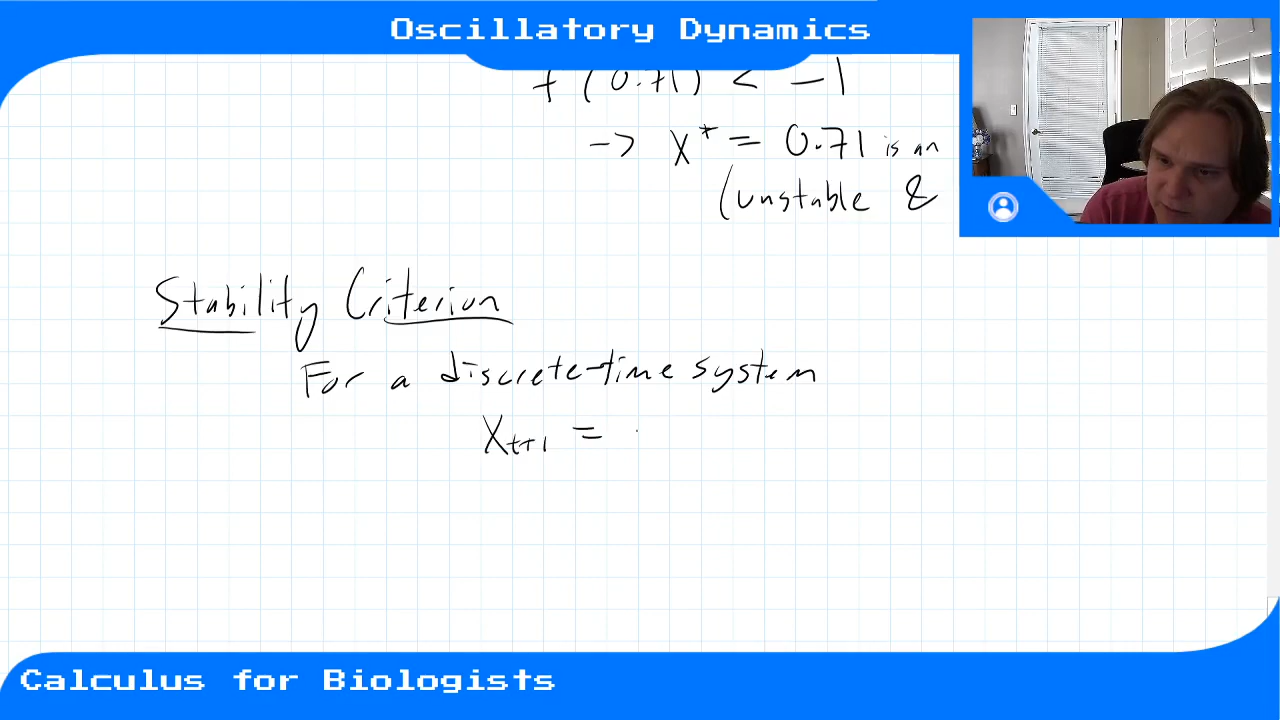 Oscillatory Dynamics
f(0.71) < -1
-> X* = 0.71 is an
(unstable &
Stability Criterion
For a discrete-time system
X_{t+1} =
Calculus for Biologists